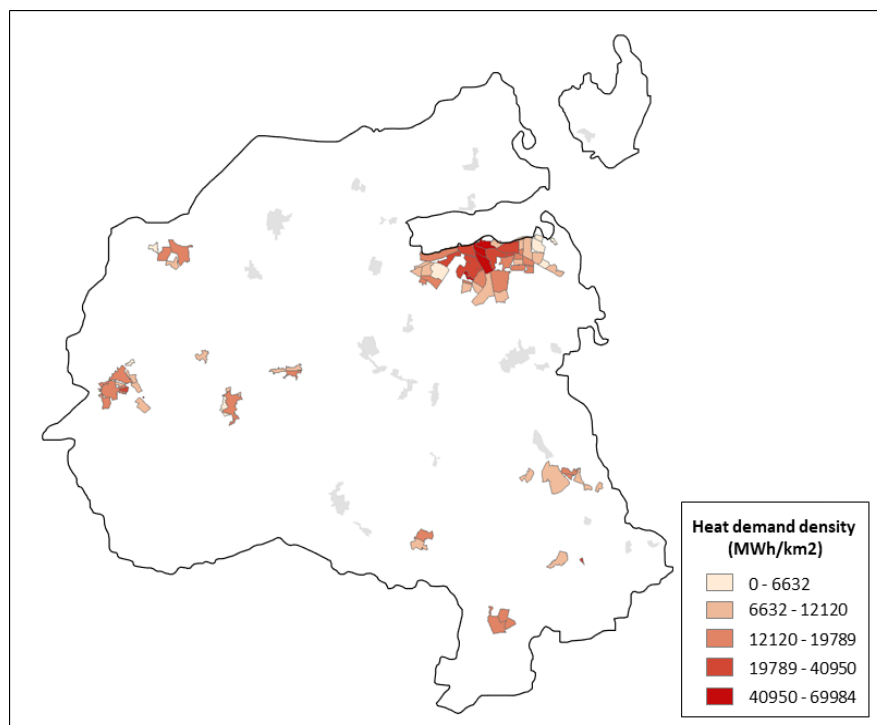 Heat demand density
(MWh/km2)
0 - 6632
6632 - 12120
12120 - 19789
19789 - 40950
40950 - 69984